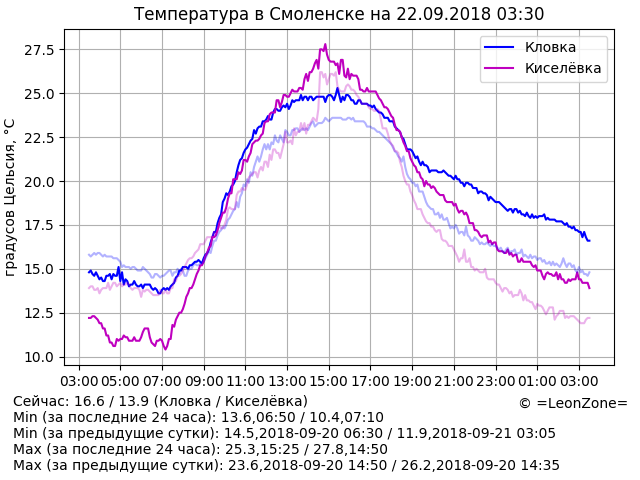 Температура в Смоленске на 22.09.2018 03:30
градусов Цельсия, °C
27.5
25.0
22.5
20.0
17.5
15.0
12.5
10.0
Кловка
Киселёвка
03:00 05:00 07:00 09:00 11:00 13:00 15:00 17:00 19:00 21:00 23:00 01:00 03:00
Сейчас: 16.6 / 13.9 (Кловка / Киселёвка)
© =LeonZone=
Min (за последние 24 часа): 13.6,06:50 / 10.4,07:10
Min (за предыдущие сутки): 14.5,2018-09-20 06:30 / 11.9,2018-09-21 03:05
Max (за последние 24 часа): 25.3,15:25 / 27.8,14:50
Max (за предыдущие сутки): 23.6,2018-09-20 14:50 / 26.2,2018-09-20 14:35